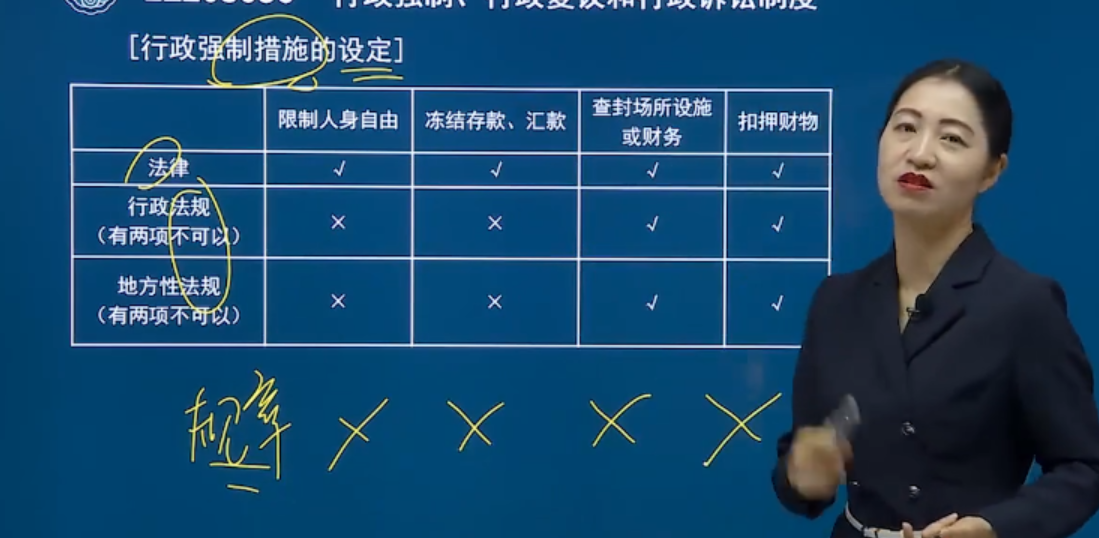 行政强制、行政复议和行政诉讼制度
[行政强制措施的设定]
限制人身自由 冻结存款、汇款 查封场所设施或财务 扣押财物
法律 √ √ √ √
行政法规
（有两项不可以） × × √ √
地方性法规
（有两项不可以） × × √ √
规章 × × × ×